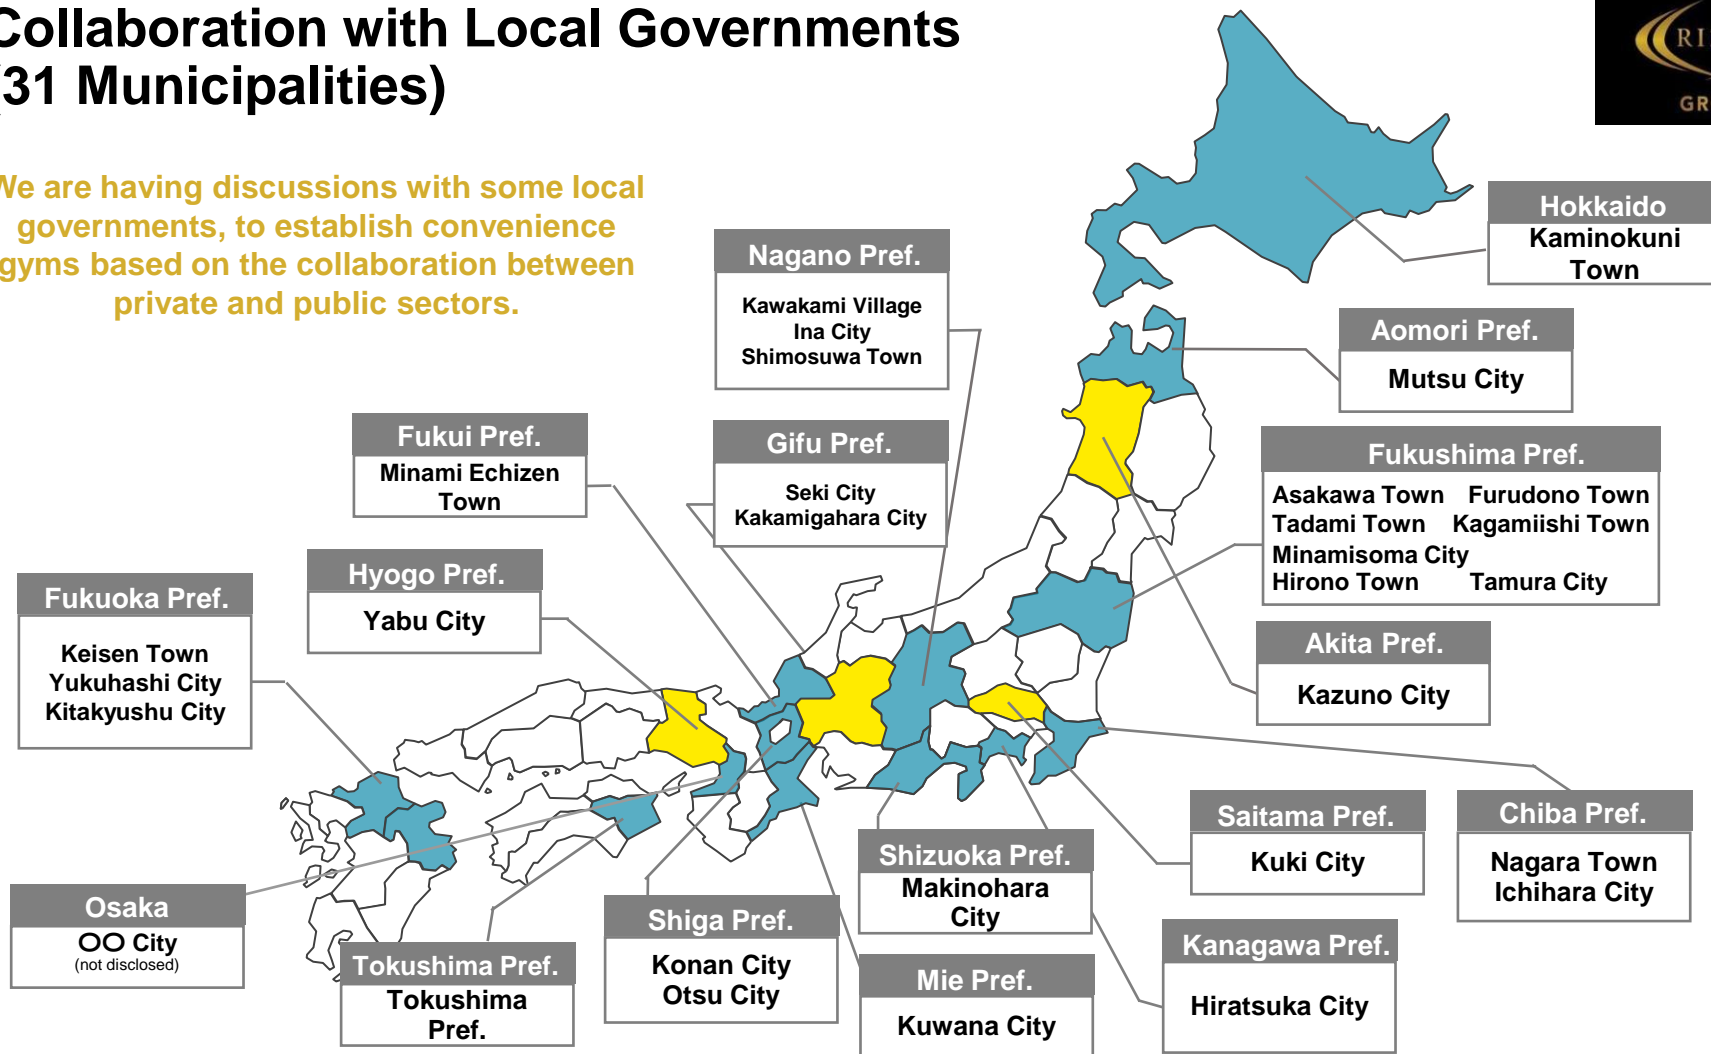 Collaboration with Local Governments
(31 Municipalities)
We are having discussions with some local
governments, to establish convenience
gyms based on the collaboration between
private and public sectors.
RI
GR
Hokkaido
Kaminokuni
Town
Nagano Pref.
Kawakami Village
Ina City
Shimosuwa Town
Aomori Pref.
Mutsu City
Fukui Pref.
Minami Echizen
Town
Gifu Pref.
Seki City
Kakamigahara City
Fukushima Pref.
Asakawa Town Furudono Town
Tadami Town Kagamiishi Town
Minamisoma City
Hirono Town Tamura City
Hyogo Pref.
Yabu City
Fukuoka Pref.
Keisen Town
Yukuhashi City
Kitakyushu City
Akita Pref.
Kazuno City
Saitama Pref.
Kuki City
Chiba Pref.
Nagara Town
Ichihara City
Shizuoka Pref.
Makinohara
City
Osaka
〇〇 City
(not disclosed)
Tokushima Pref.
Tokushima
Pref.
Shiga Pref.
Konan City
Otsu City
Mie Pref.
Kuwana City
Kanagawa Pref.
Hiratsuka City